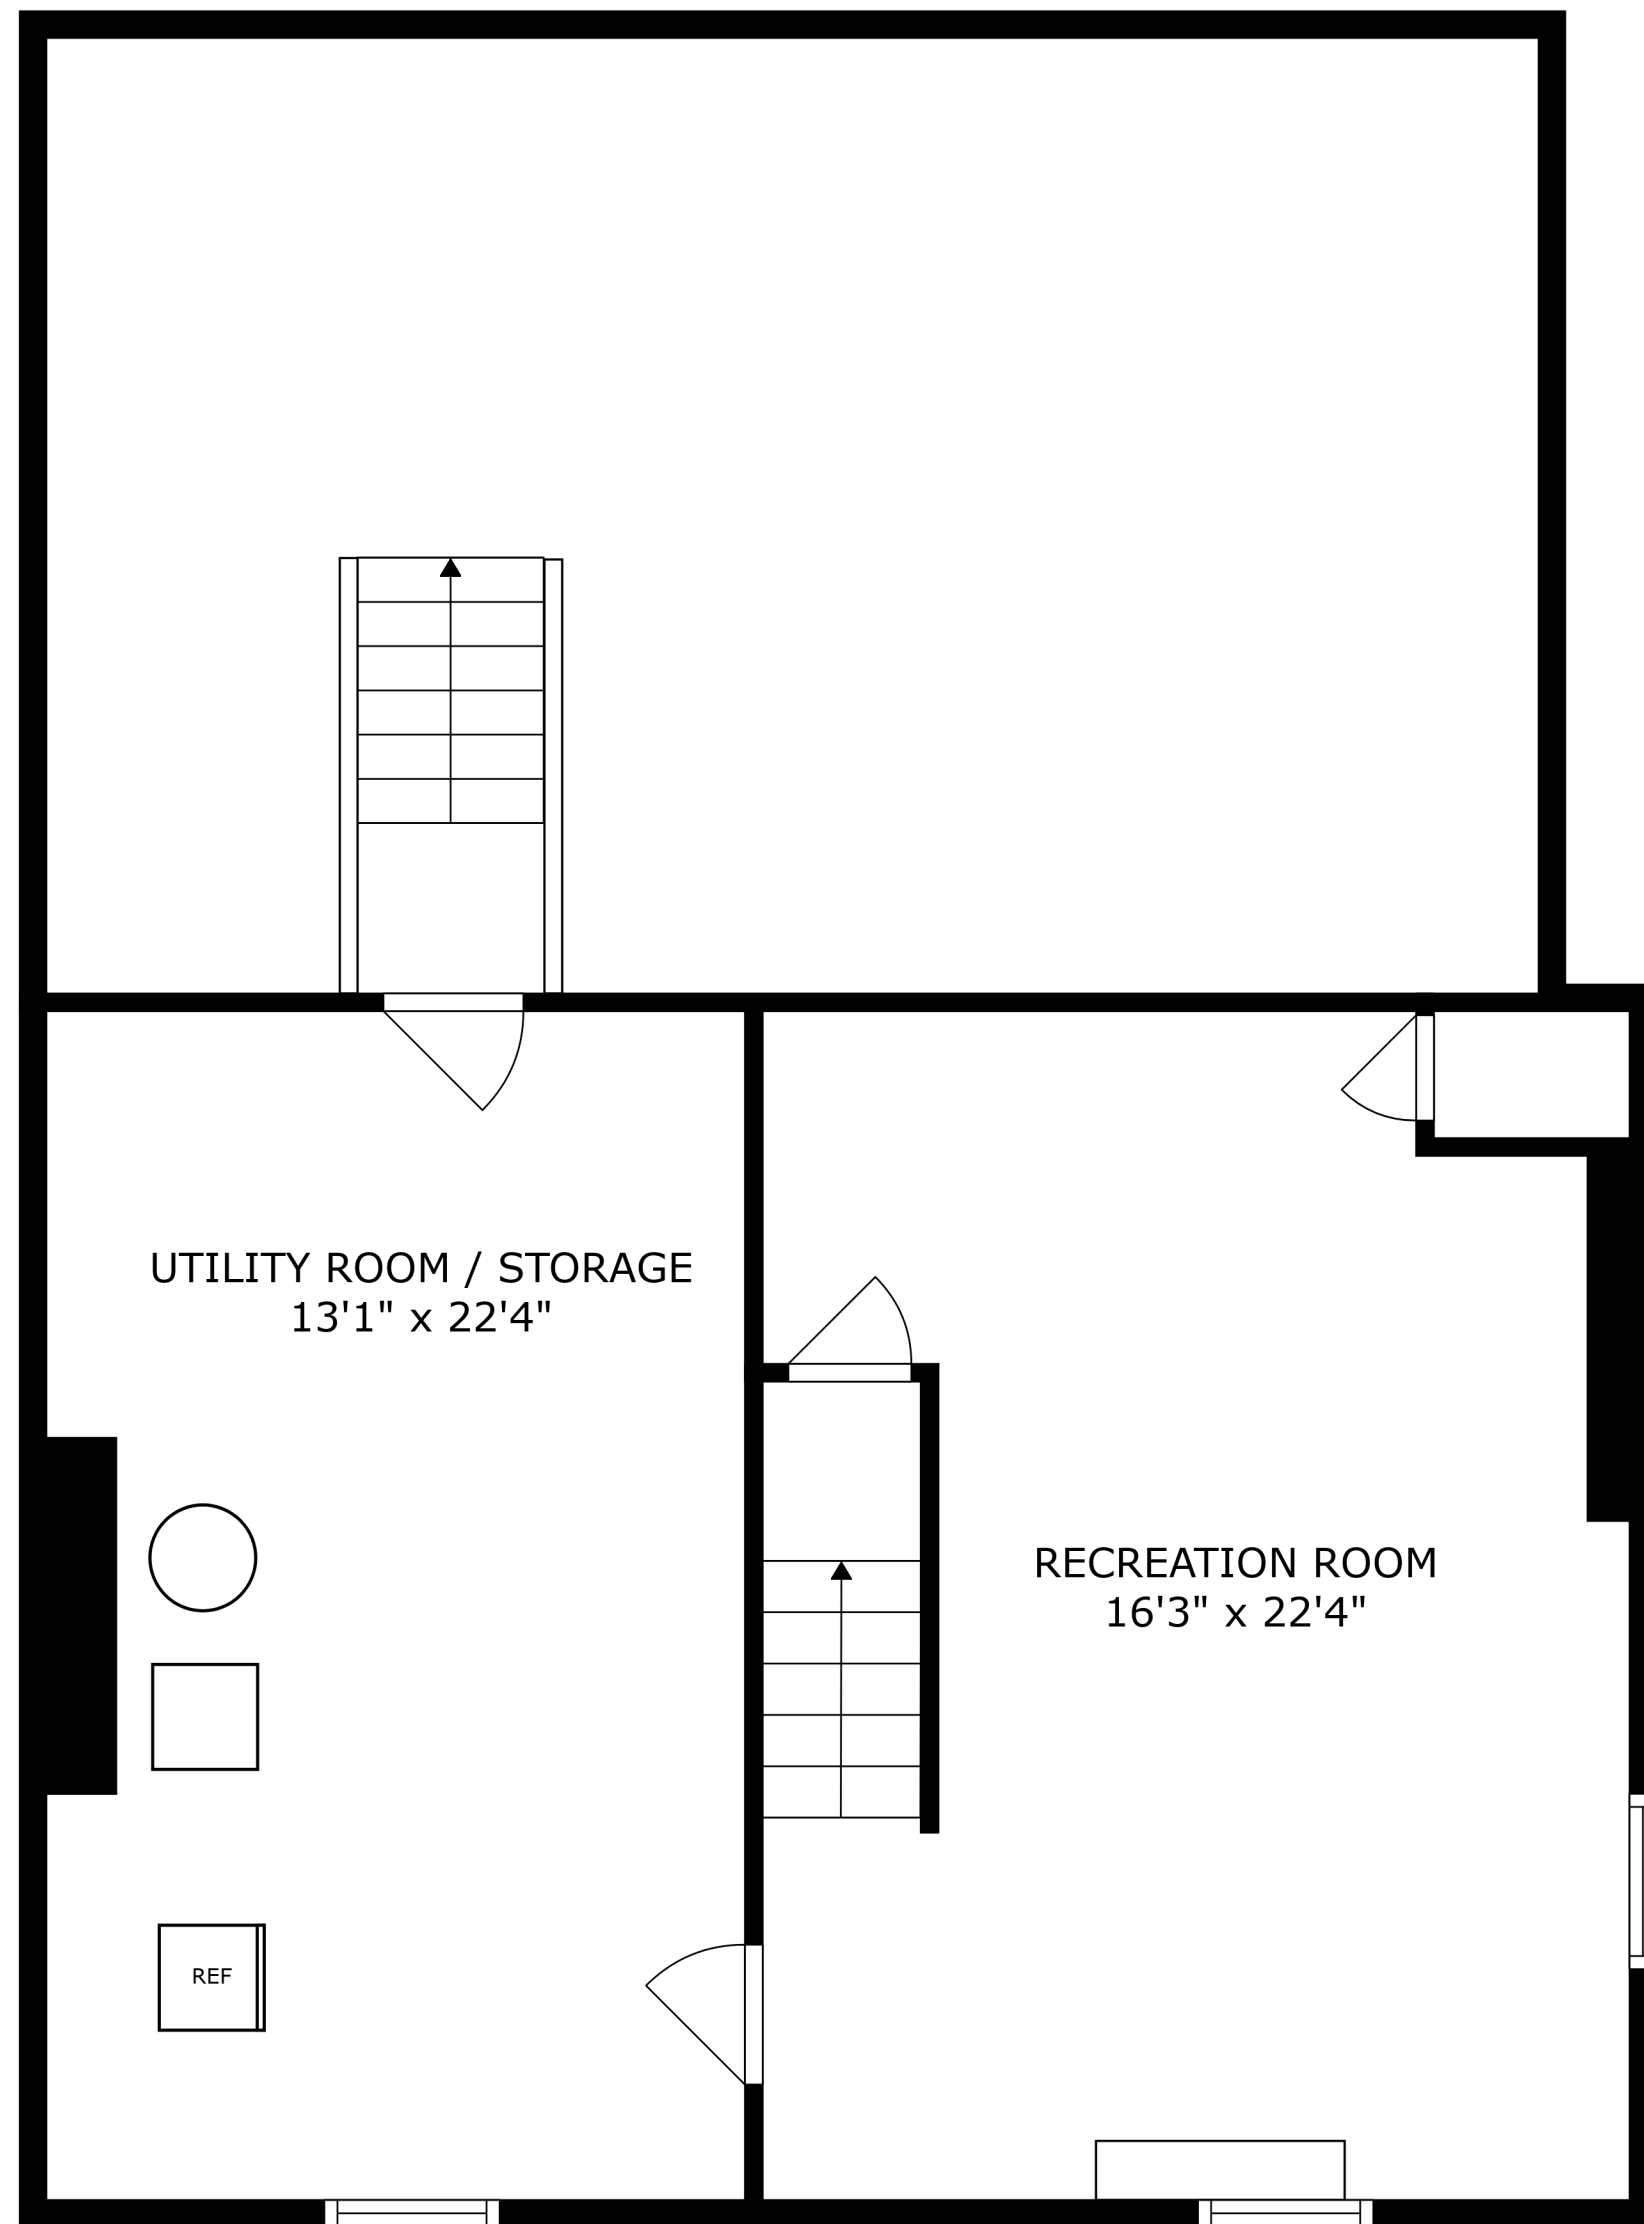 UTILITY ROOM / STORAGE
13'1" x 22'4"
RECREATION ROOM
16'3" x 22'4"
REF